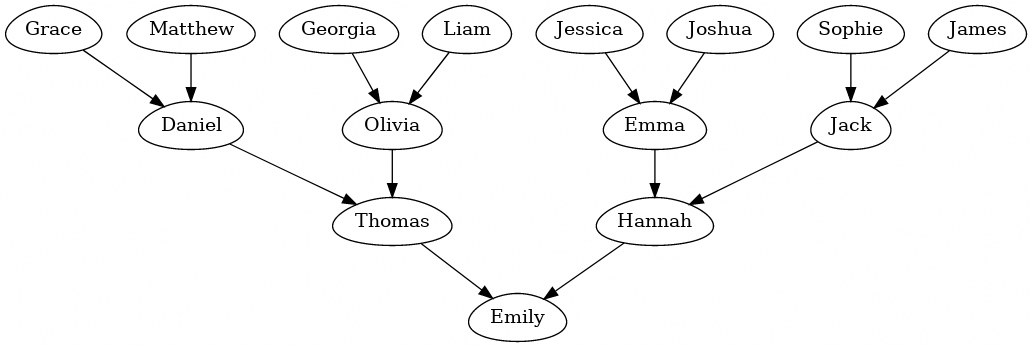 Grace
Matthew
Georgia
Liam
Jessica
Joshua
Sophie
James
Daniel
Olivia
Emma
Jack
Thomas
Hannah
Emily